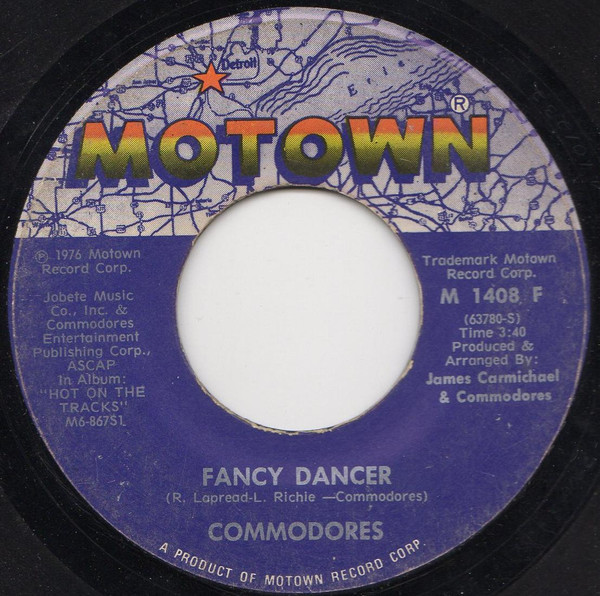 Detroit
Erie
MOTOWN®
℗ 1976 Motown
Record Corp.
Jobete Music
Co., Inc. &
Commodores
Entertainment
Publishing Corp.,
ASCAP
In Album:
"HOT ON THE
TRACKS"
M6-867S1
Trademark Motown
Record Corp.
M 1408 F
(63780-S)
Time 3:40
Produced &
Arranged By:
James Carmichael
& Commodores
FANCY DANCER
(R. Lapread-L. Richie —Commodores)
COMMODORES
A PRODUCT OF MOTOWN RECORD CORP.